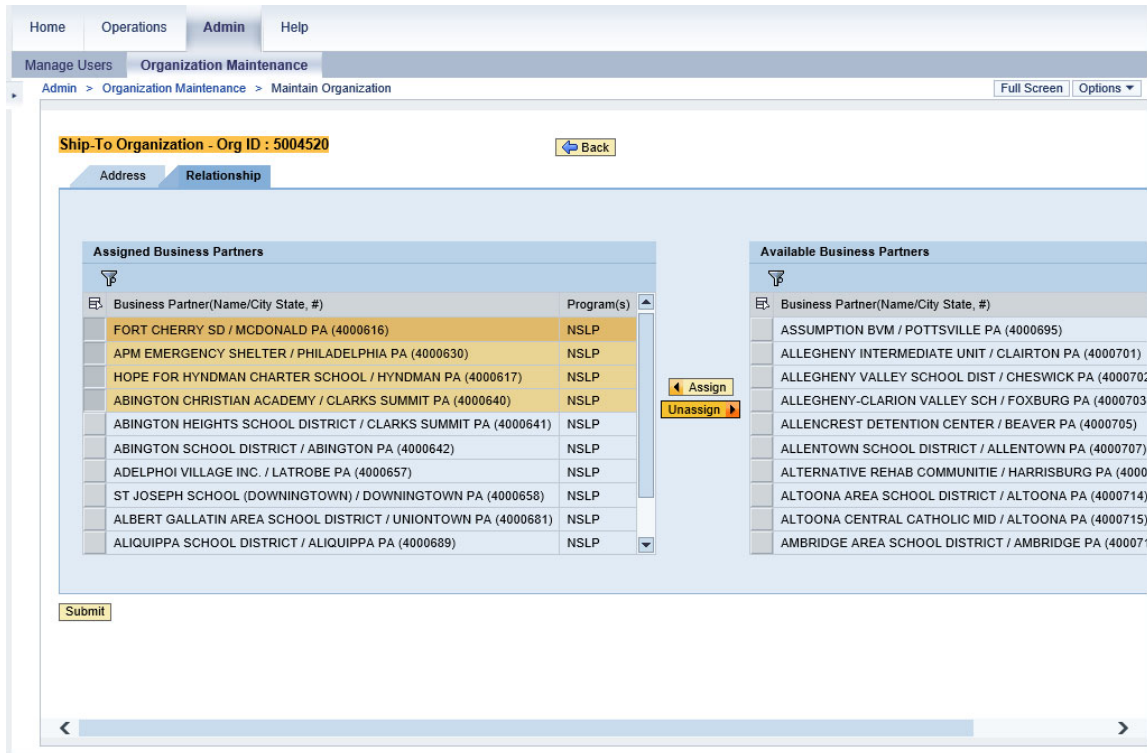 Home Operations Admin Help
Manage Users Organization Maintenance
Admin > Organization Maintenance > Maintain Organization
Full Screen Options
Ship-To Organization - Org ID : 5004520
Back
Address Relationship
Assigned Business Partners
Business Partner(Name/City State, #) Program(s)
FORT CHERRY SD / MCDONALD PA (4000616) NSLP
APM EMERGENCY SHELTER / PHILADELPHIA PA (4000630) NSLP
HOPE FOR HYNDMAN CHARTER SCHOOL / HYNDMAN PA (4000617) NSLP
ABINGTON CHRISTIAN ACADEMY / CLARKS SUMMIT PA (4000640) NSLP
ABINGTON HEIGHTS SCHOOL DISTRICT / CLARKS SUMMIT PA (4000641) NSLP
ABINGTON SCHOOL DISTRICT / ABINGTON PA (4000642) NSLP
ADELPHOI VILLAGE INC. / LATROBE PA (4000657) NSLP
ST JOSEPH SCHOOL (DOWNINGTOWN) / DOWNINGTOWN PA (4000658) NSLP
ALBERT GALLATIN AREA SCHOOL DISTRICT / UNIONTOWN PA (4000681) NSLP
ALIQUIPPA SCHOOL DISTRICT / ALIQUIPPA PA (4000689) NSLP
Assign
Unassign
Available Business Partners
Business Partner(Name/City State, #)
ASSUMPTION BVM / POTTSVILLE PA (4000695)
ALLEGHENY INTERMEDIATE UNIT / CLAIRTON PA (4000701)
ALLEGHENY VALLEY SCHOOL DIST / CHESWICK PA (4000702
ALLEGHENY-CLARION VALLEY SCH / FOXBURG PA (4000703
ALLENCREST DETENTION CENTER / BEAVER PA (4000705)
ALLENTOWN SCHOOL DISTRICT / ALLENTOWN PA (4000707)
ALTERNATIVE REHAB COMMUNITIE / HARRISBURG PA (4000
ALTOONA AREA SCHOOL DISTRICT / ALTOONA PA (4000714)
ALTOONA CENTRAL CATHOLIC MID / ALTOONA PA (4000715)
AMBRIDGE AREA SCHOOL DISTRICT / AMBRIDGE PA (40007
Submit